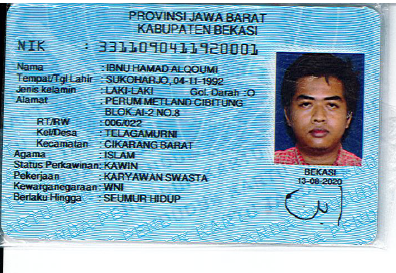 PROVINSI JAWA BARAT
KABUPATEN BEKASI
NIK : 3311090411920001
Nama : IBNU HAMAD ALQOUMI
Tempat/Tgl Lahir : SUKOHARJO, 04-11-1992
Jenis kelamin : LAKI-LAKI Gol. Darah :O
Alamat : PERUM METLAND CIBITUNG
BLOK.AI-2 NO.8
RT/RW : 006/022
Kel/Desa : TELAGAMURNI
Kecamatan : CIKARANG BARAT
Agama : ISLAM
Status Perkawinan: KAWIN
Pekerjaan : KARYAWAN SWASTA
Kewarganegaraan: WNI
Berlaku Hingga : SEUMUR HIDUP
BEKASI
13-08-2020